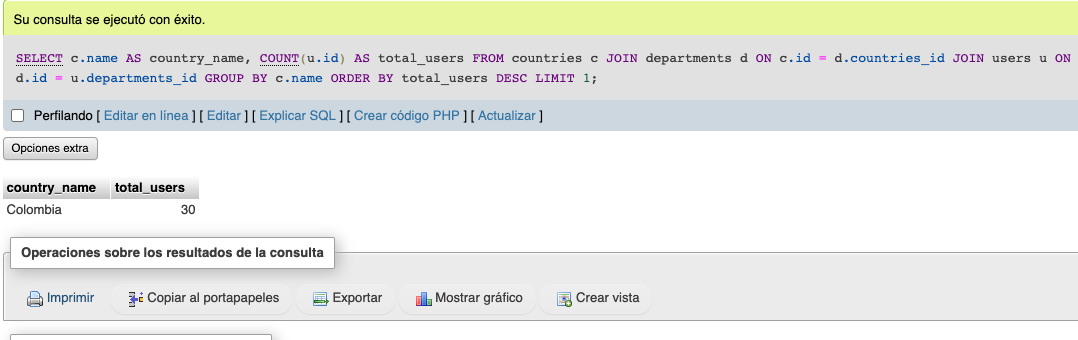 Su consulta se ejecutó con éxito.
SELECT c.name AS country_name, COUNT(u.id) AS total_users FROM countries c JOIN departments d ON c.id = d.countries_id JOIN users u ON
d.id = u.departments_id GROUP BY c.name ORDER BY total_users DESC LIMIT 1;
Perfilando [ Editar en línea ] [ Editar ] [ Explicar SQL ] [ Crear código PHP ] [ Actualizar ]
Opciones extra
country_name total_users
Colombia 30
Operaciones sobre los resultados de la consulta
Imprimir Copiar al portapapeles Exportar Mostrar gráfico Crear vista